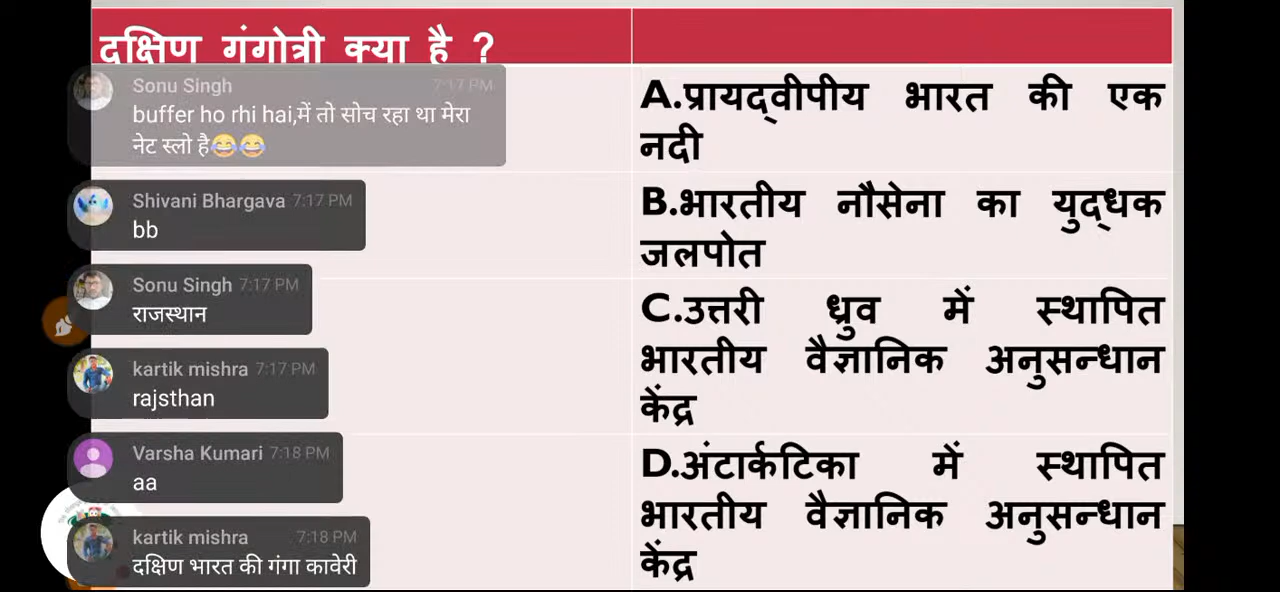 दक्षिण गंगोत्री क्या है ?
Sonu Singh 7:17 PM
buffer ho rhi hai,में तो सोच रहा था मेरा
नेट स्लो है😂😂
Shivani Bhargava 7:17 PM
bb
Sonu Singh 7:17 PM
राजस्थान
kartik mishra 7:17 PM
rajsthan
Varsha Kumari 7:18 PM
aa
kartik mishra 7:18 PM
दक्षिण भारत की गंगा कावेरी
A.प्रायद्वीपीय भारत की एक
नदी
B.भारतीय नौसेना का युद्धक
जलपोत
C.उत्तरी ध्रुव में स्थापित
भारतीय वैज्ञानिक अनुसन्धान
केंद्र
D.अंटार्कटिका में स्थापित
भारतीय वैज्ञानिक अनुसन्धान
केंद्र